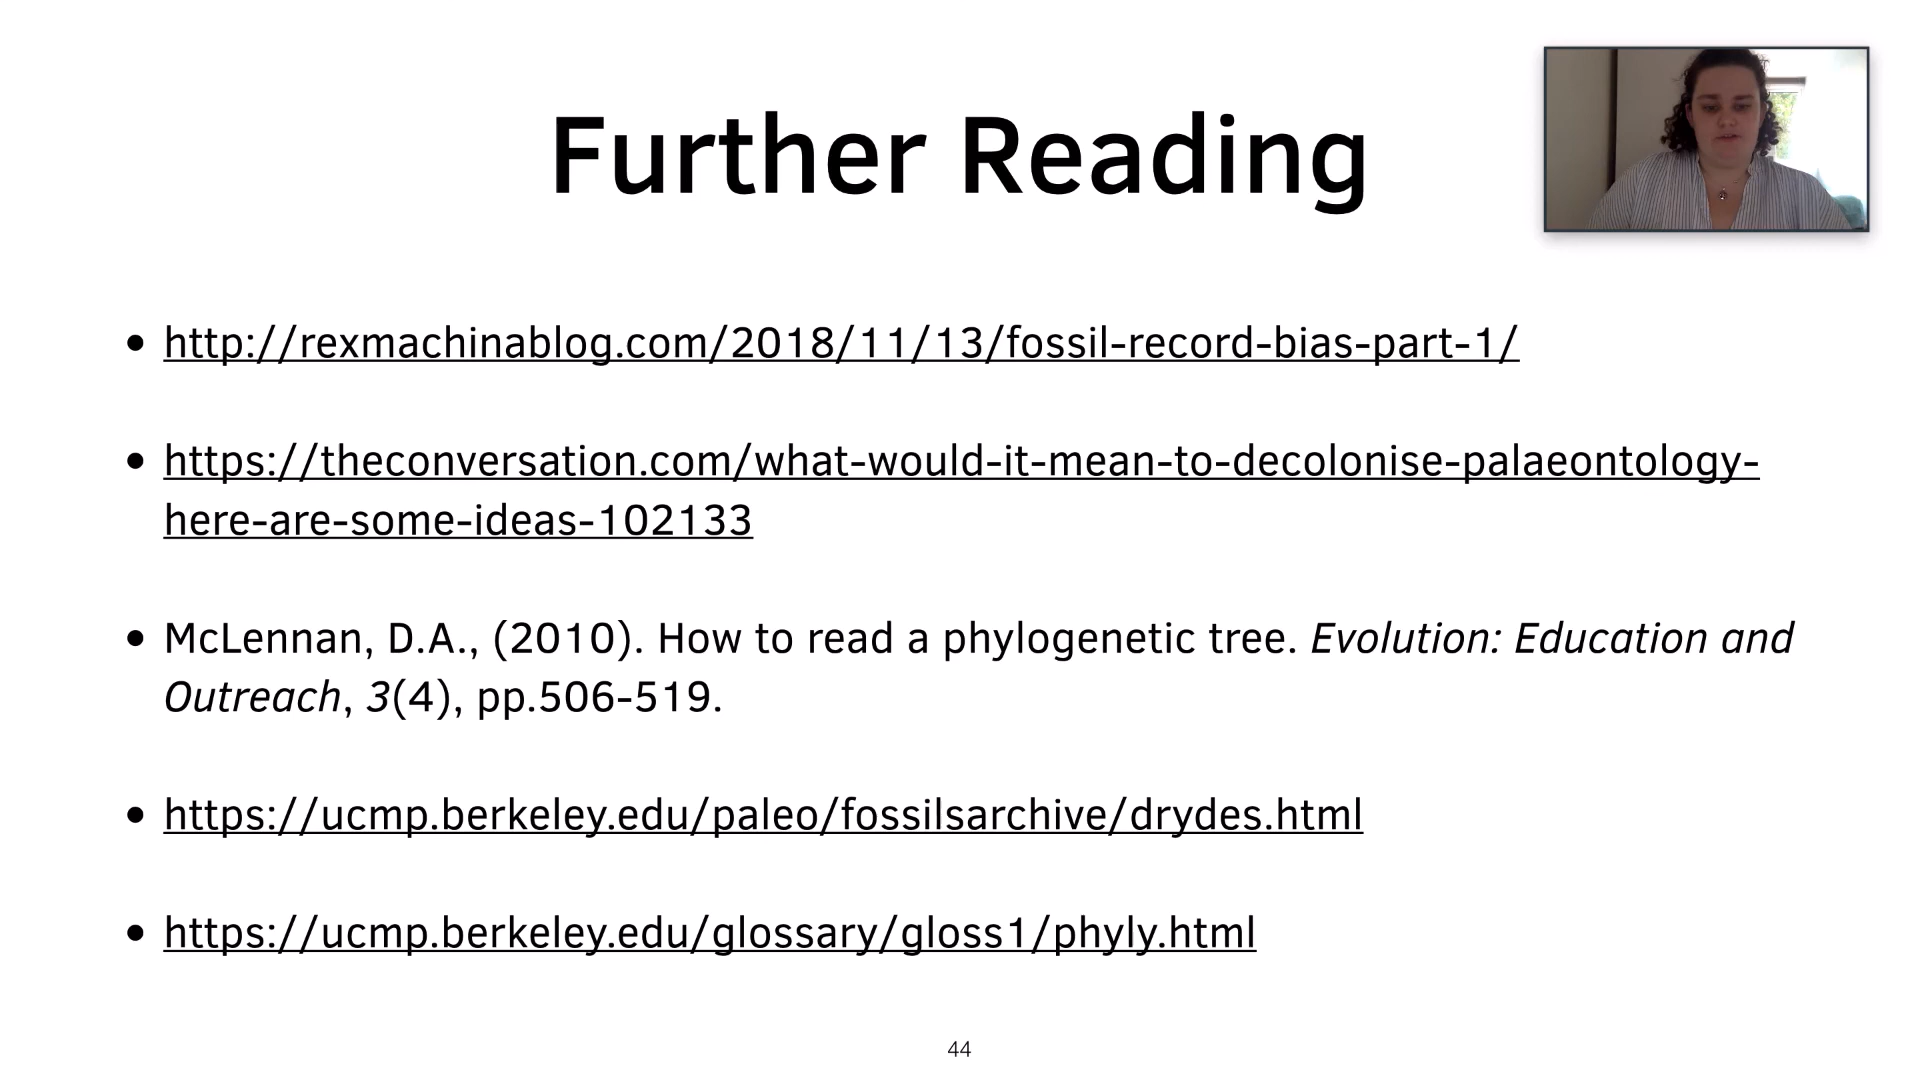 Further Reading
• http://rexmachinablog.com/2018/11/13/fossil-record-bias-part-1/
• https://theconversation.com/what-would-it-mean-to-decolonise-palaeontology-
here-are-some-ideas-102133
• McLennan, D.A., (2010). How to read a phylogenetic tree. Evolution: Education and
Outreach, 3(4), pp.506-519.
• https://ucmp.berkeley.edu/paleo/fossilsarchive/drydes.html
• https://ucmp.berkeley.edu/glossary/gloss1/phyly.html
44